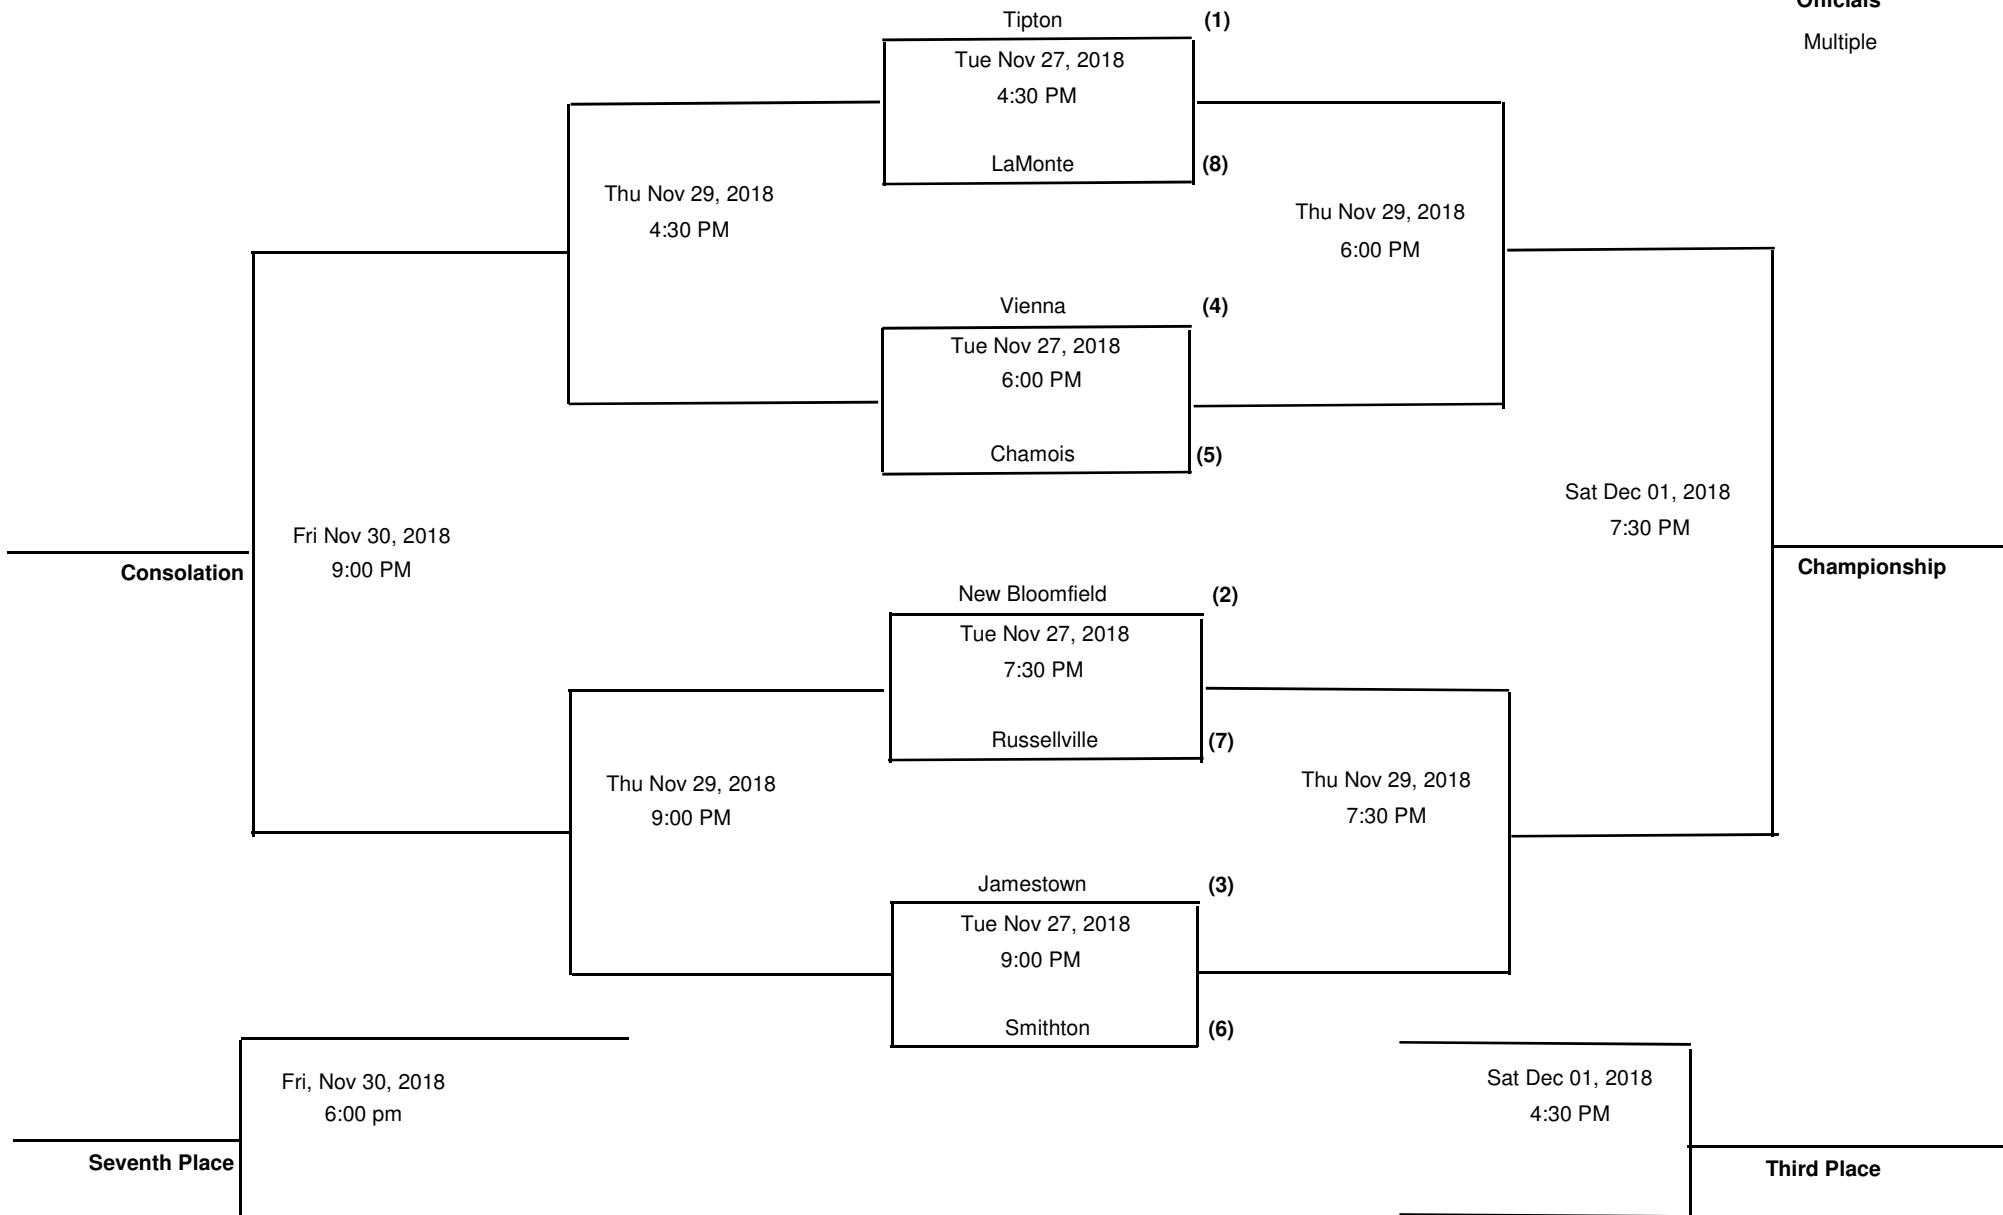 Officials
Multiple
Tipton (1)
Tue Nov 27, 2018
4:30 PM
LaMonte (8)
Thu Nov 29, 2018
4:30 PM
Thu Nov 29, 2018
6:00 PM
Vienna (4)
Tue Nov 27, 2018
6:00 PM
Chamois (5)
Sat Dec 01, 2018
7:30 PM
Fri Nov 30, 2018
9:00 PM
Consolation
Championship
New Bloomfield (2)
Tue Nov 27, 2018
7:30 PM
Russellville (7)
Thu Nov 29, 2018
9:00 PM
Thu Nov 29, 2018
7:30 PM
Jamestown (3)
Tue Nov 27, 2018
9:00 PM
Smithton (6)
Fri, Nov 30, 2018
6:00 pm
Seventh Place
Sat Dec 01, 2018
4:30 PM
Third Place